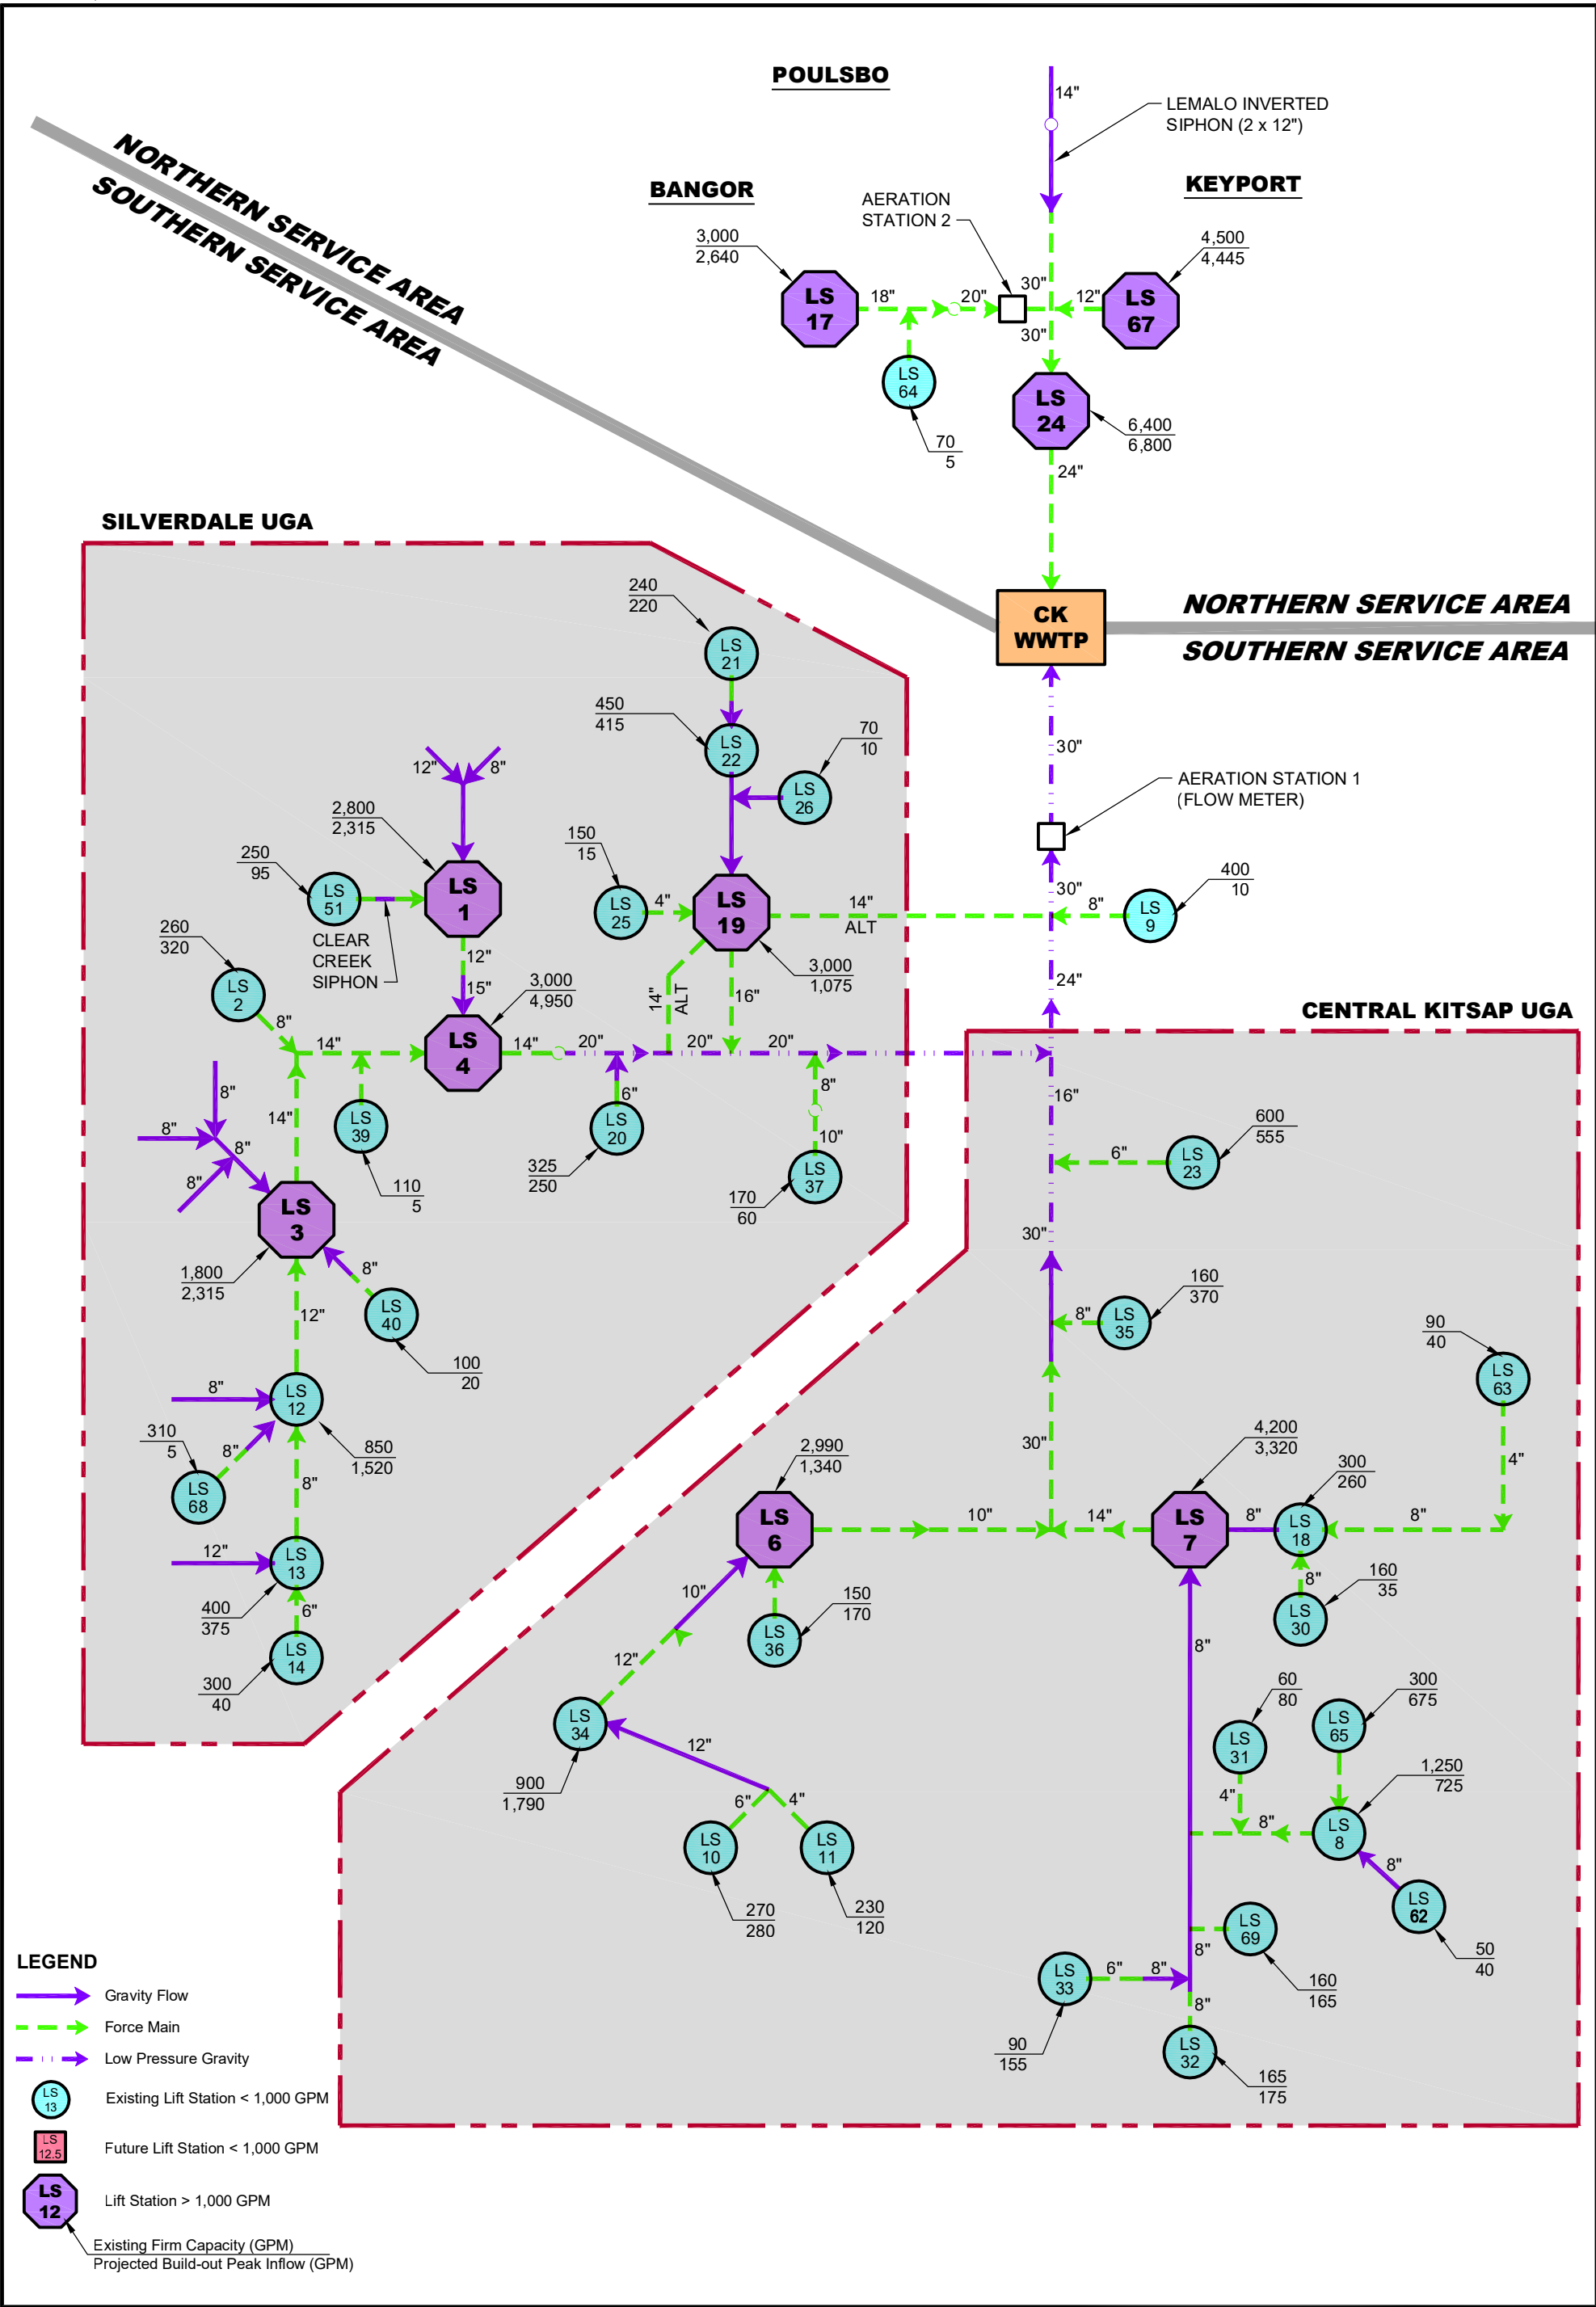 POULSBO
14"
LEMALO INVERTED
SIPHON (2 x 12")
NORTHERN SERVICE AREA
SOUTHERN SERVICE AREA
BANGOR
KEYPORT
AERATION
STATION 2
3,000
2,640
4,500
4,445
LS
17
18"
20"
30"
12"
LS
67
30"
LS
64
70
5
LS
24
6,400
6,800
24"
SILVERDALE UGA
CK
WWTP
NORTHERN SERVICE AREA
SOUTHERN SERVICE AREA
240
220
LS
21
450
415
LS
22
70
10
LS
26
30"
AERATION STATION 1
(FLOW METER)
12"
8"
2,800
2,315
150
15
250
95
LS
51
LS
1
LS
25
4"
LS
19
14"
ALT
30"
8"
LS
9
400
10
CLEAR
CREEK
SIPHON
260
320
LS
2
8"
12"
15"
3,000
4,950
14"
ALT
16"
3,000
1,075
24"
CENTRAL KITSAP UGA
14"
LS
4
14"
20"
20"
20"
8"
14"
8"
8"
8"
LS
39
110
5
6"
LS
20
325
250
8"
10"
LS
37
170
60
16"
6"
LS
23
600
555
LS
3
1,800
2,315
8"
LS
40
100
20
12"
30"
8"
LS
35
160
370
90
40
LS
63
4"
8"
LS
12
850
1,520
310
5
8"
LS
68
8"
12"
LS
13
400
375
6"
LS
14
300
40
2,990
1,340
LS
6
10"
30"
14"
4,200
3,320
LS
7
8"
300
260
LS
18
8"
8"
LS
30
160
35
10"
LS
36
150
170
12"
LS
34
900
1,790
12"
6"
4"
LS
10
LS
11
270
280
230
120
8"
60
80
LS
31
4"
300
675
LS
65
1,250
725
8"
LS
8
8"
LS
62
50
40
LS
69
160
165
8"
LS
33
6"
8"
90
155
8"
LS
32
165
175
LEGEND
Gravity Flow
Force Main
Low Pressure Gravity
LS
13
Existing Lift Station < 1,000 GPM
LS
12.5
Future Lift Station < 1,000 GPM
LS
12
Lift Station > 1,000 GPM
Existing Firm Capacity (GPM)
Projected Build-out Peak Inflow (GPM)